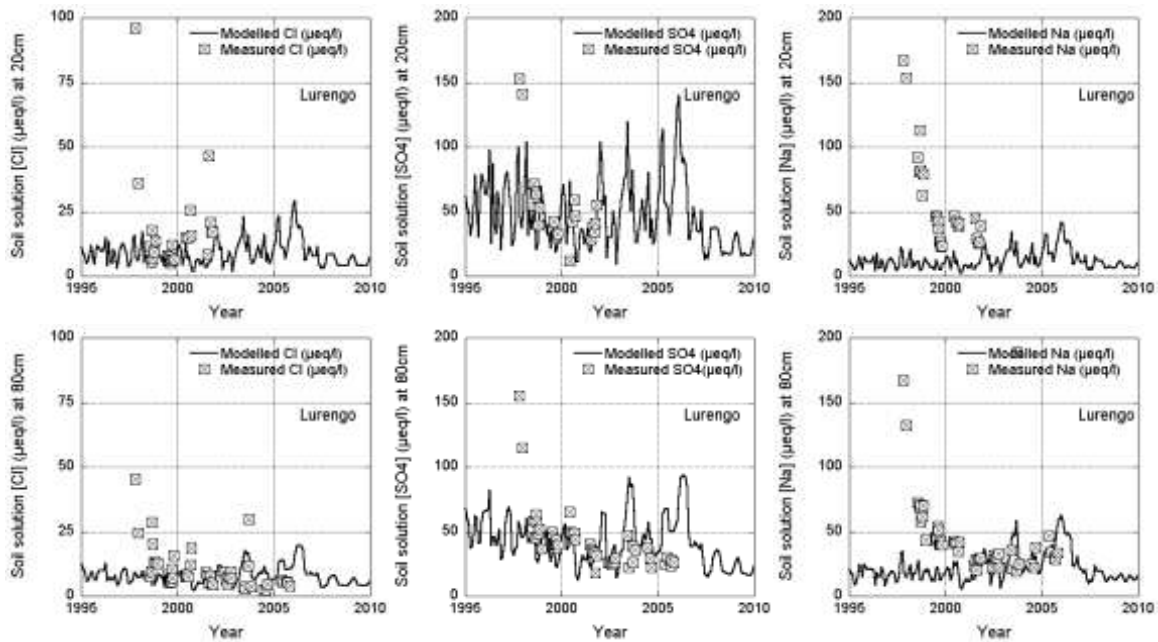 Soil solution [Cl] (µeq/l) at 20cm
100
75
50
25
0
Modelled Cl (µeq/l)
Measured Cl (µeq/l)
Lurengo
1995
2000
2005
2010
Year
Soil solution [SO4] (µeq/l) at 20cm
200
150
100
50
0
Modelled SO4 (µeq/l)
Measured SO4 (µeq/l)
Lurengo
1995
2000
2005
2010
Year
Soil solution [Na] (µeq/l) at 20cm
200
150
100
50
0
Modelled Na (µeq/l)
Measured Na (µeq/l)
Lurengo
1995
2000
2005
2010
Year
Soil solution [Cl] (µeq/l) at 80cm
100
75
50
25
0
Modelled Cl (µeq/l)
Measured Cl (µeq/l)
Lurengo
1995
2000
2005
2010
Year
Soil solution [SO4] (µeq/l) at 80cm
200
150
100
50
0
Modelled SO4 (µeq/l)
Measured SO4(µeq/l)
Lurengo
1995
2000
2005
2010
Year
Soil solution [Na] (µeq/l) at 80cm
200
150
100
50
0
Modelled Na (µeq/l)
Measured Na (µeq/l)
Lurengo
1995
2000
2005
2010
Year